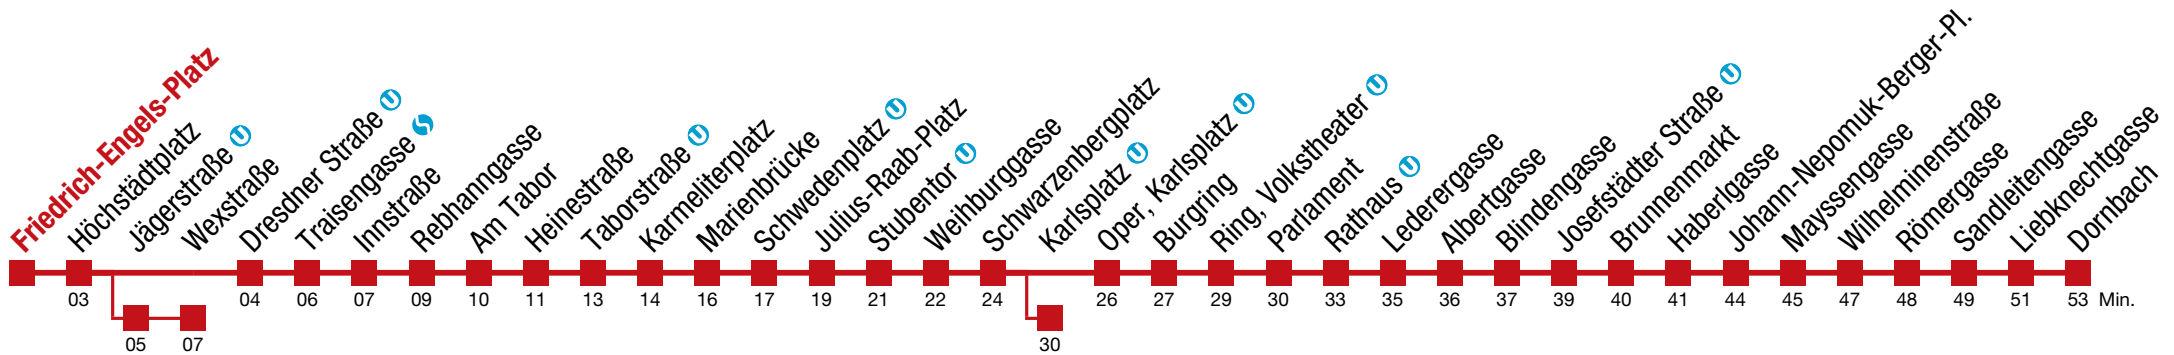 Friedrich-Engels-Platz
Höchstädtplatz
Jägerstraße U
Wexstraße
Dresdner Straße U
Traisengasse
Innstraße
Rebhanngasse
Am Tabor
Heinestraße
Taborstraße U
Karmeliterplatz
Marienbrücke
Schwedenplatz U
Julius-Raab-Platz
Stubentor U
Weihburggasse
Schwarzenbergplatz
Karlsplatz U
Oper, Karlsplatz U
Burgring
Ring, Volkstheater U
Parlament
Rathaus U
Lederergasse
Albertgasse
Blindengasse
Josefstädter Straße U
Brunnenmarkt
Haberlgasse
Johann-Nepomuk-Berger-Pl.
Mayssengasse
Wilhelminenstraße
Römergasse
Sandleitengasse
Liebknechtgasse
Dornbach
03 04 06 07 09 10 11 13 14 16 17 19 21 22 24 26 27 29 30 33 35 36 37 39 40 41 44 45 47 48 49 51 53 Min.
05 07 30